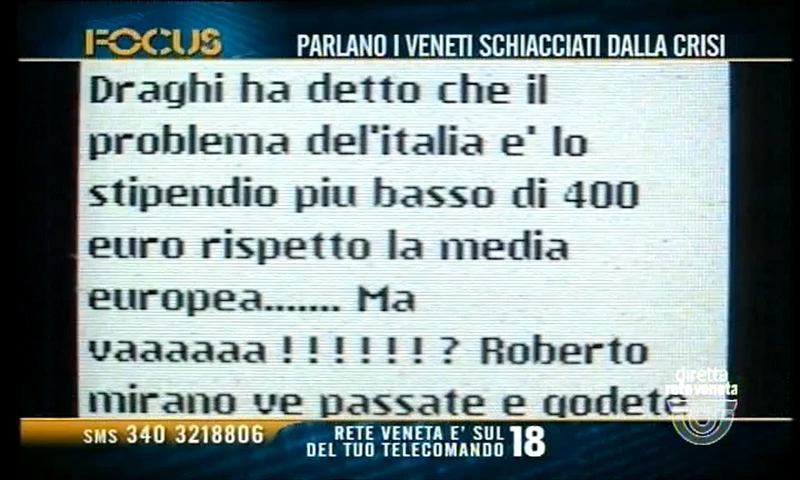 FOCUS
PARLANO I VENETI SCHIACCIATI DALLA CRISI
Draghi ha detto che il
problema del'italia e' lo
stipendio piu basso di 400
euro rispetto la media
europea....... Ma
vaaaaaa!!!!!!? Roberto
mirano ve passate e godete
diretta
rete veneta
SMS 340 3218806
RETE VENETA E' SUL
DEL TUO TELECOMANDO 18